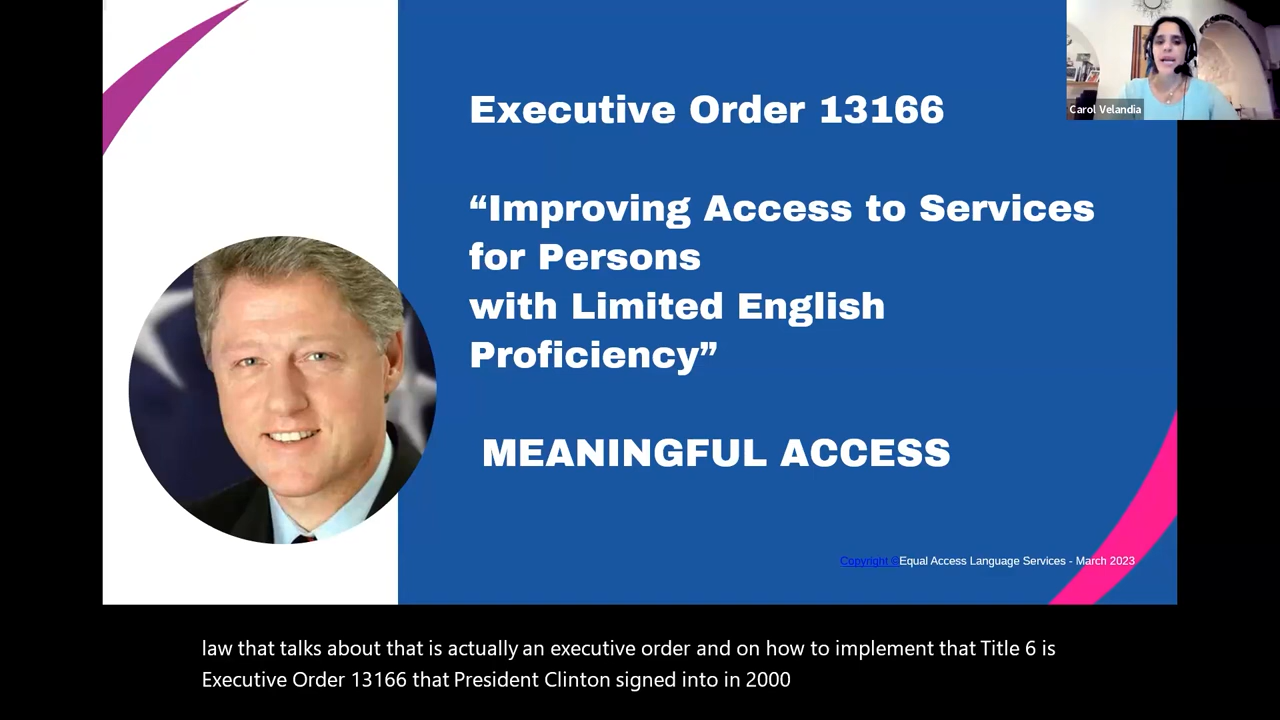 Executive Order 13166
“Improving Access to Services
for Persons
with Limited English
Proficiency”
MEANINGFUL ACCESS
Copyright ©Equal Access Language Services - March 2023
Carol Velandia
law that talks about that is actually an executive order and on how to implement that Title 6 is
Executive Order 13166 that President Clinton signed into in 2000